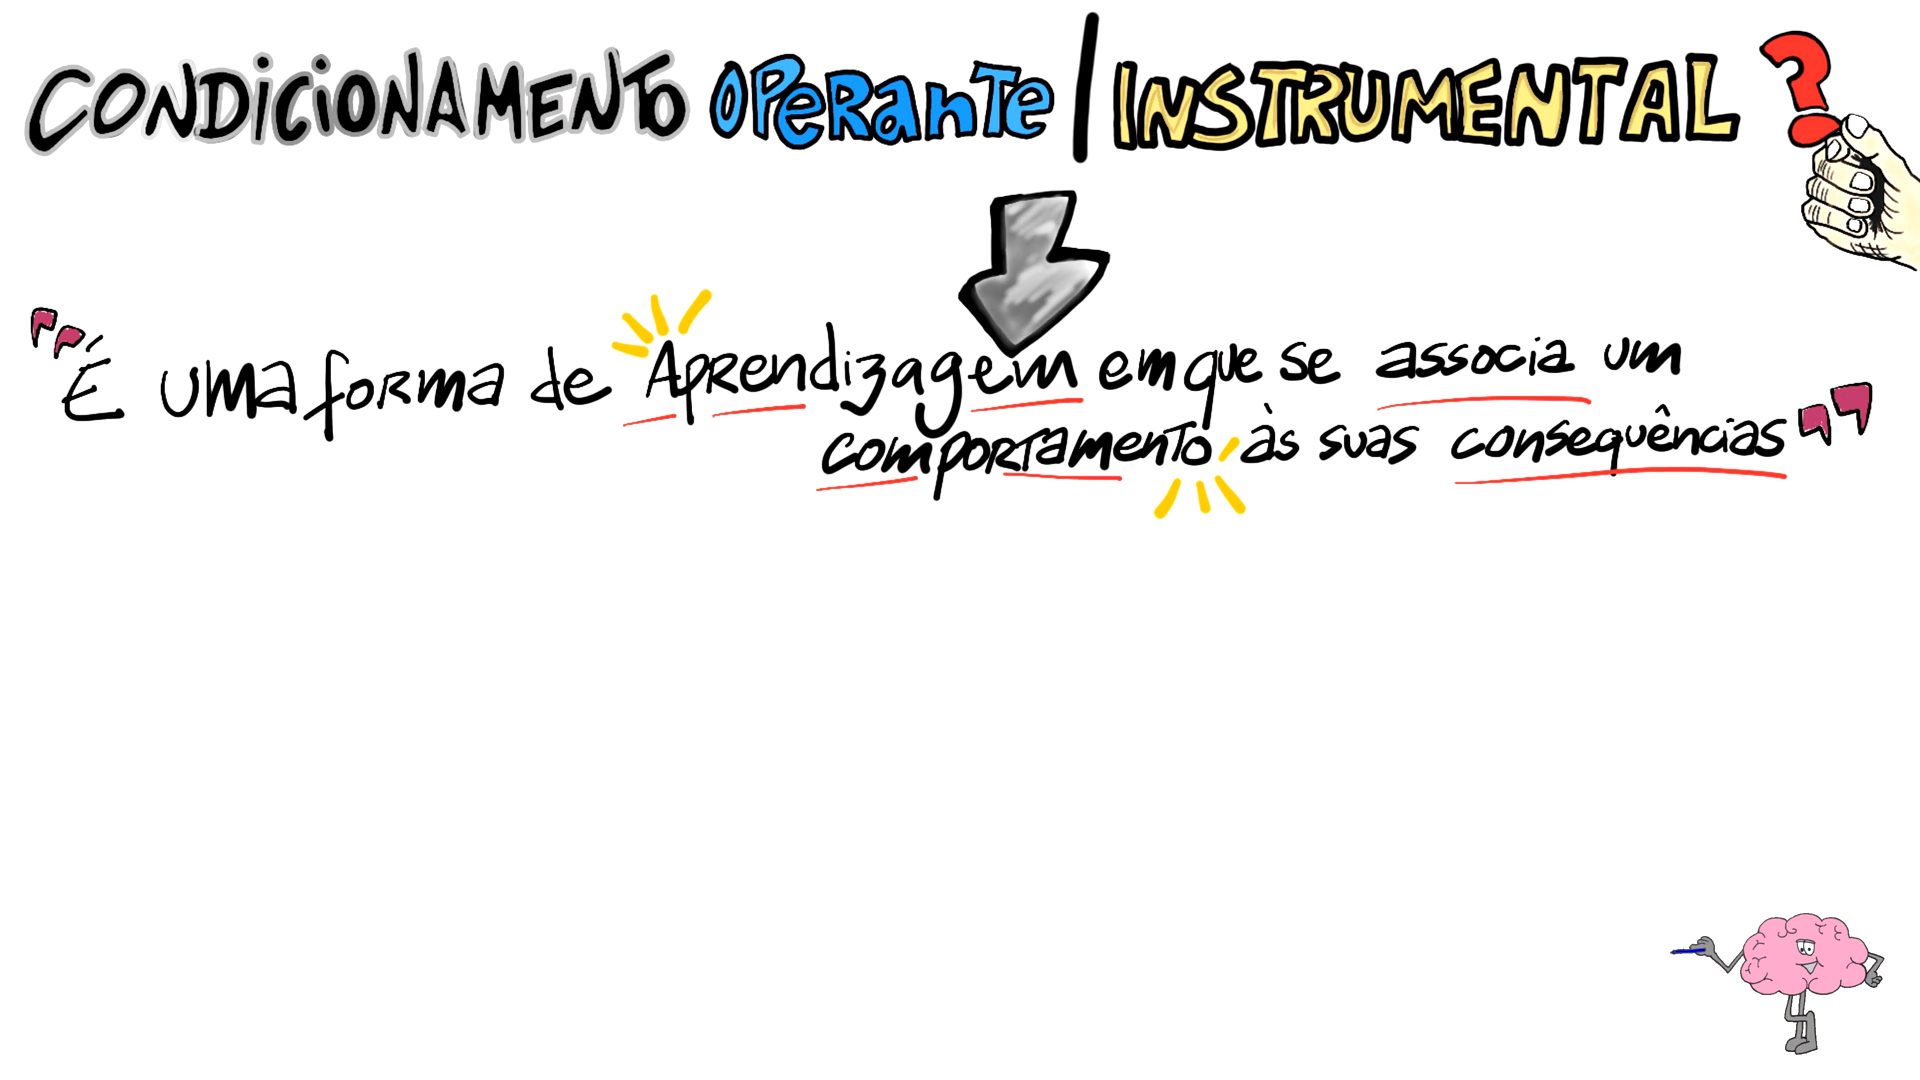 CONDICIONAMENTO OPERANTE / INSTRUMENTAL ?
"É uma forma de Aprendizagem em que se associa um
comportamento às suas consequências"